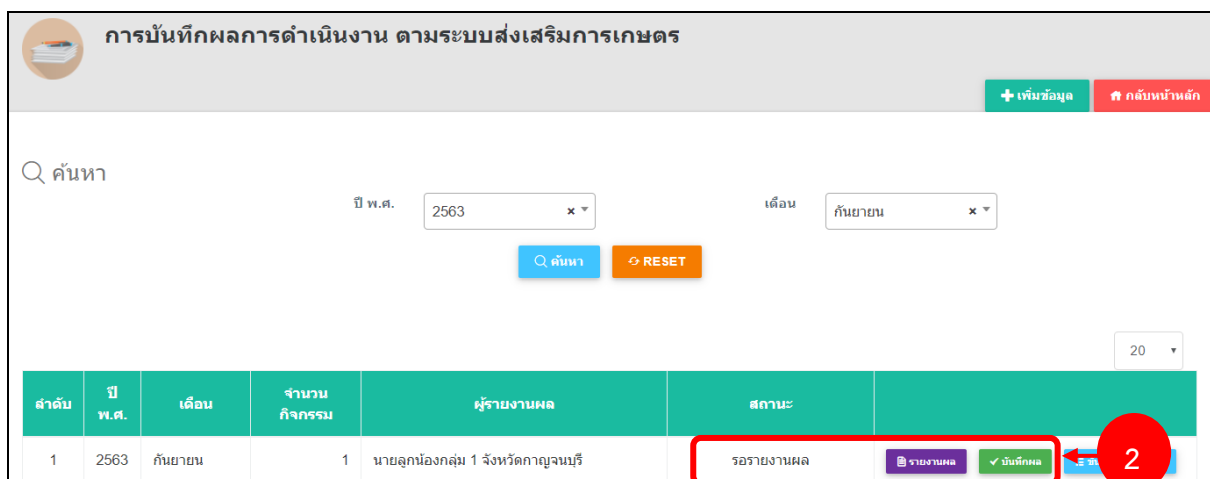 การบันทึกผลการดำเนินงาน ตามระบบส่งเสริมการเกษตร
เพิ่มข้อมูล กลับหน้าหลัก
ค้นหา
ปี พ.ศ. 2563 × เดือน กันยายน ×
ค้นหา RESET
20
ลำดับ ปี พ.ศ. เดือน จำนวน กิจกรรม ผู้รายงานผล สถานะ
1 2563 กันยายน 1 นายลูกน้องกลุ่ม 1 จังหวัดกาญจนบุรี รอรายงานผล รายงานผล บันทึกผล 2